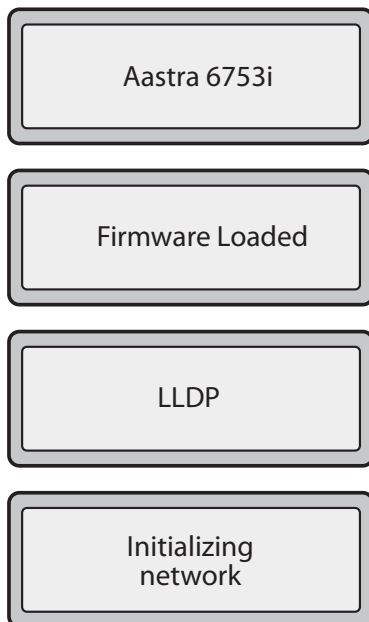 Aastra 6753i
Firmware Loaded
LLDP
Initializing
network